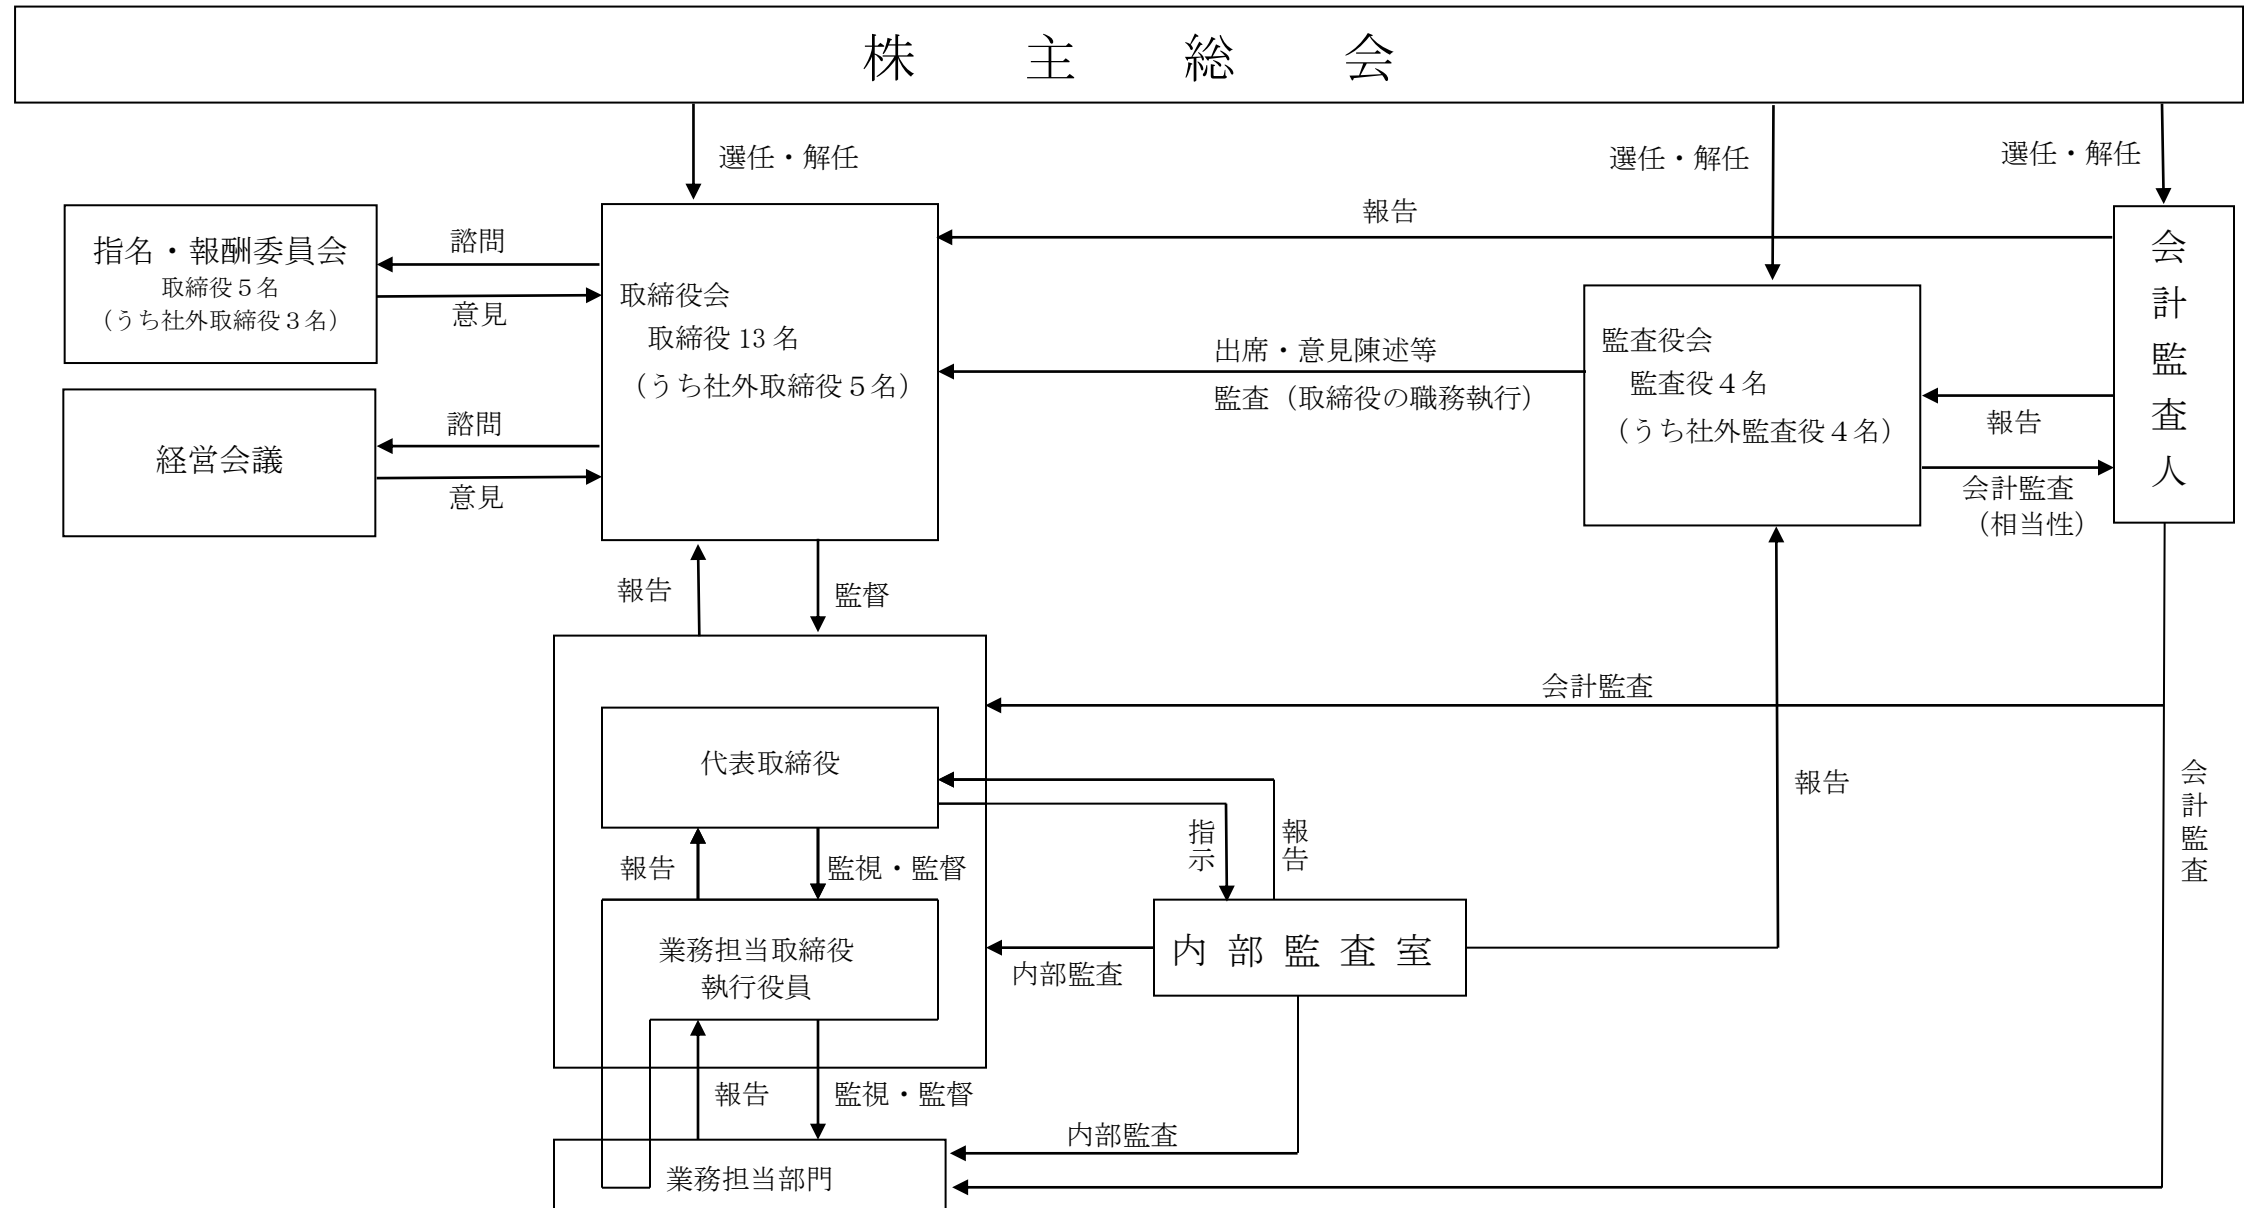 株主総会
選任・解任
選任・解任
選任・解任
指名・報酬委員会
取締役５名
（うち社外取締役３名）
諮問
意見
取締役会
取締役 13 名
（うち社外取締役５名）
報告
出席・意見陳述等
監査（取締役の職務執行）
監査役会
監査役４名
（うち社外監査役４名）
報告
会計監査
（相当性）
会計監査人
経営会議
諮問
意見
報告
監督
会計監査
代表取締役
報告
監視・監督
指示
報告
報告
会計監査
業務担当取締役
執行役員
内部監査
内部監査室
報告
監視・監督
内部監査
業務担当部門